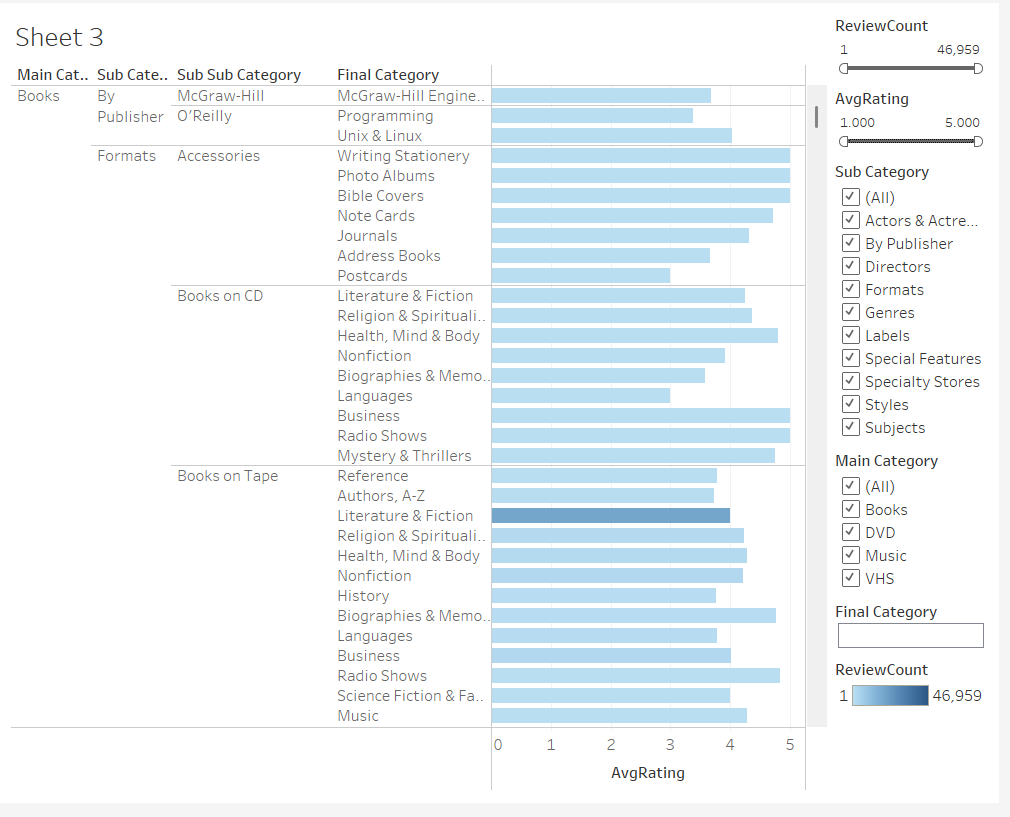 Sheet 3
Main Cat.. Sub Cate.. Sub Sub Category Final Category
Books By Publisher McGraw-Hill McGraw-Hill Engine..
O'Reilly Programming
Unix & Linux
Formats Accessories Writing Stationery
Photo Albums
Bible Covers
Note Cards
Journals
Address Books
Postcards
Books on CD Literature & Fiction
Religion & Spirituali..
Health, Mind & Body
Nonfiction
Biographies & Memo..
Languages
Business
Radio Shows
Mystery & Thrillers
Books on Tape Reference
Authors, A-Z
Literature & Fiction
Religion & Spirituali..
Health, Mind & Body
Nonfiction
History
Biographies & Memo..
Languages
Business
Radio Shows
Science Fiction & Fa..
Music
0 1 2 3 4 5
AvgRating
ReviewCount
1 46,959
AvgRating
1.000 5.000
Sub Category
(All)
Actors & Actre...
By Publisher
Directors
Formats
Genres
Labels
Special Features
Specialty Stores
Styles
Subjects
Main Category
(All)
Books
DVD
Music
VHS
Final Category
ReviewCount
1 46,959